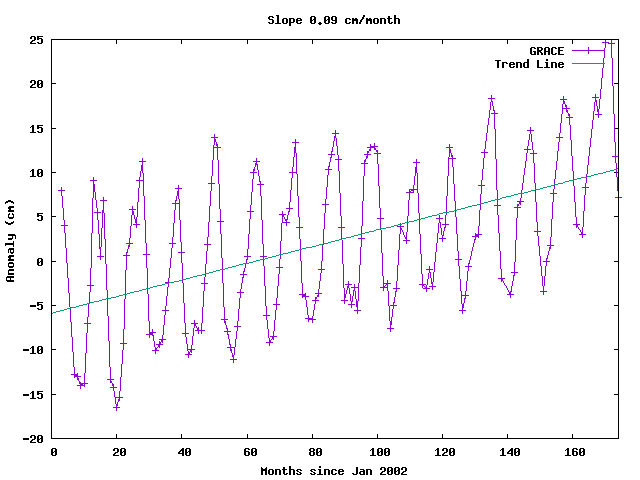 Slope 0.09 cm/month
GRACE
Trend Line
25
20
15
10
5
0
-5
-10
-15
-20
Anomaly (cm)
0 20 40 60 80 100 120 140 160
Months since Jan 2002